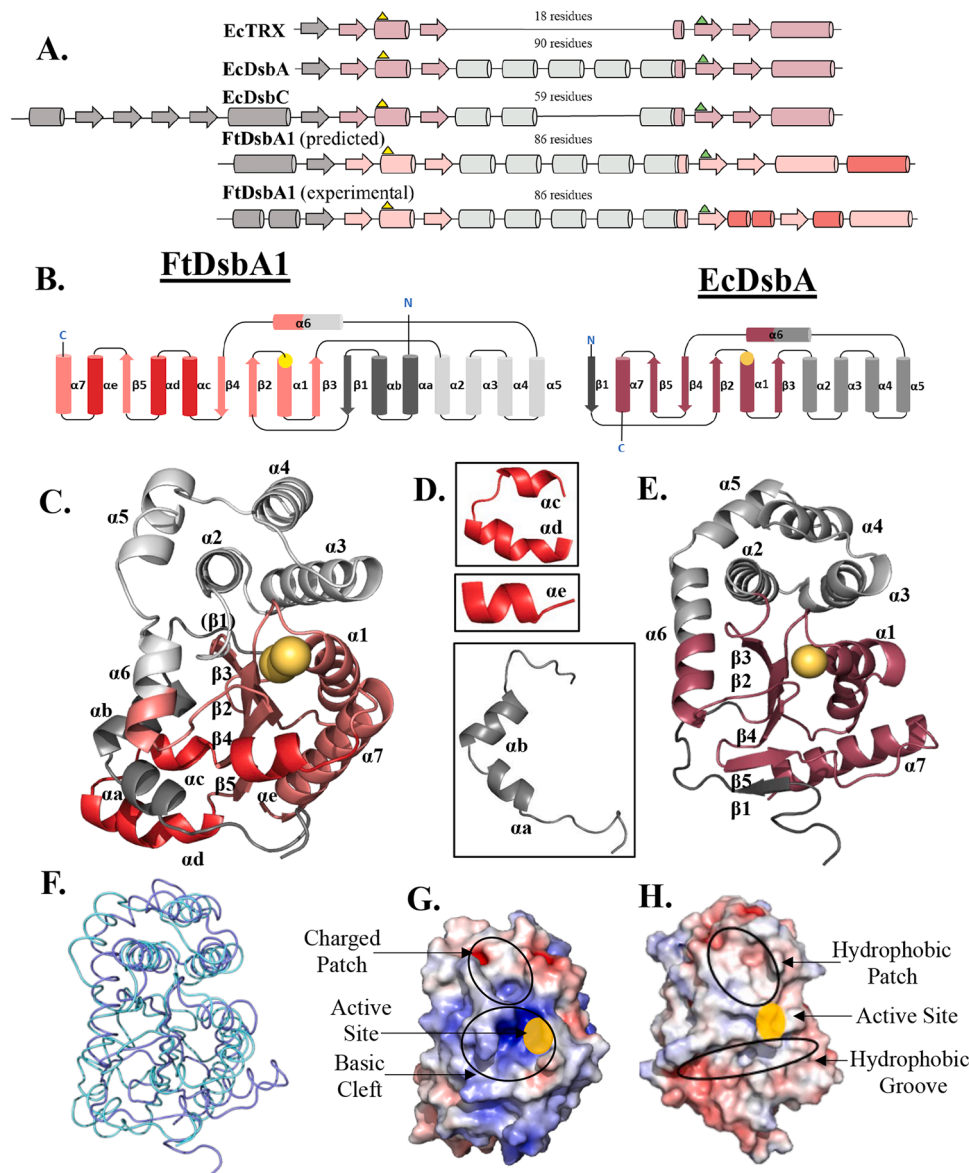 A.
18 residues
EcTRX
90 residues
EcDsbA
EcDsbC
59 residues
FtDsbA1 (predicted)
86 residues
FtDsbA1 (experimental)
86 residues
B.
FtDsbA1
EcDsbA
N
α6
C
α7 αe β5 αd αc β4 β2 α1 β3 β1 αb αa α2 α3 α4 α5
N
α6
β1 α7 β5 β4 β2 α1 β3 α2 α3 α4 α5
C
C.
α4
α5
α2
α3
(β1)
α1
β3
α6
β2
αb
β4
α7
αc
β5
αe
αa
αd
D.
αc
αd
αe
αb
αa
E.
α5
α4
α2
α3
α6
α1
β3
β2
β4
α7
β5
β1
F.
G.
Charged
Patch
Active
Site
Basic
Cleft
H.
Hydrophobic
Patch
Active Site
Hydrophobic
Groove